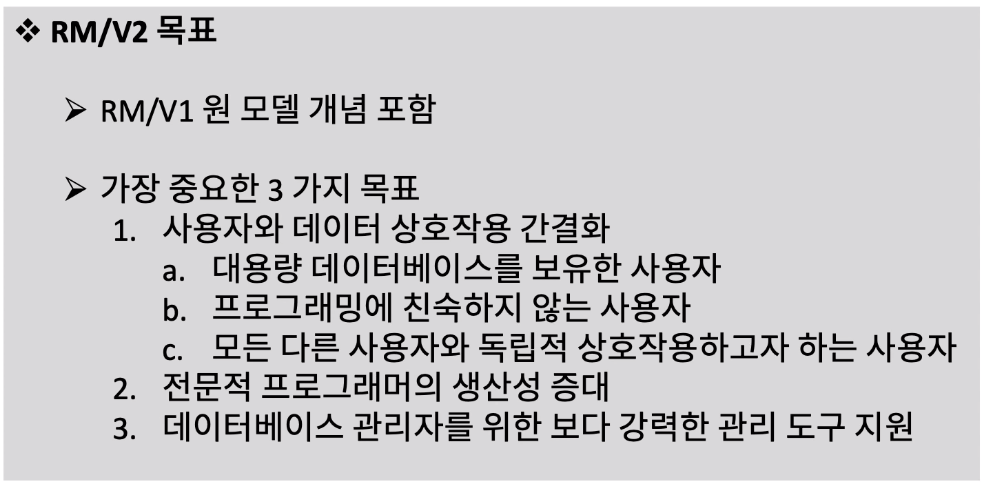 ❖ RM/V2 목표
➢ RM/V1 원 모델 개념 포함
➢ 가장 중요한 3 가지 목표
1. 사용자와 데이터 상호작용 간결화
a. 대용량 데이터베이스를 보유한 사용자
b. 프로그래밍에 친숙하지 않는 사용자
c. 모든 다른 사용자와 독립적 상호작용하고자 하는 사용자
2. 전문적 프로그래머의 생산성 증대
3. 데이터베이스 관리자를 위한 보다 강력한 관리 도구 지원